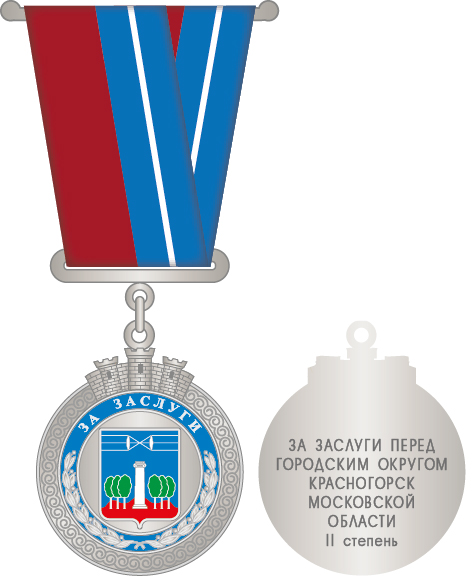 ЗА ЗАСЛУГИ
ЗА ЗАСЛУГИ ПЕРЕД
ГОРОДСКИМ ОКРУГОМ
КРАСНОГОРСК
МОСКОВСКОЙ
ОБЛАСТИ
II степень